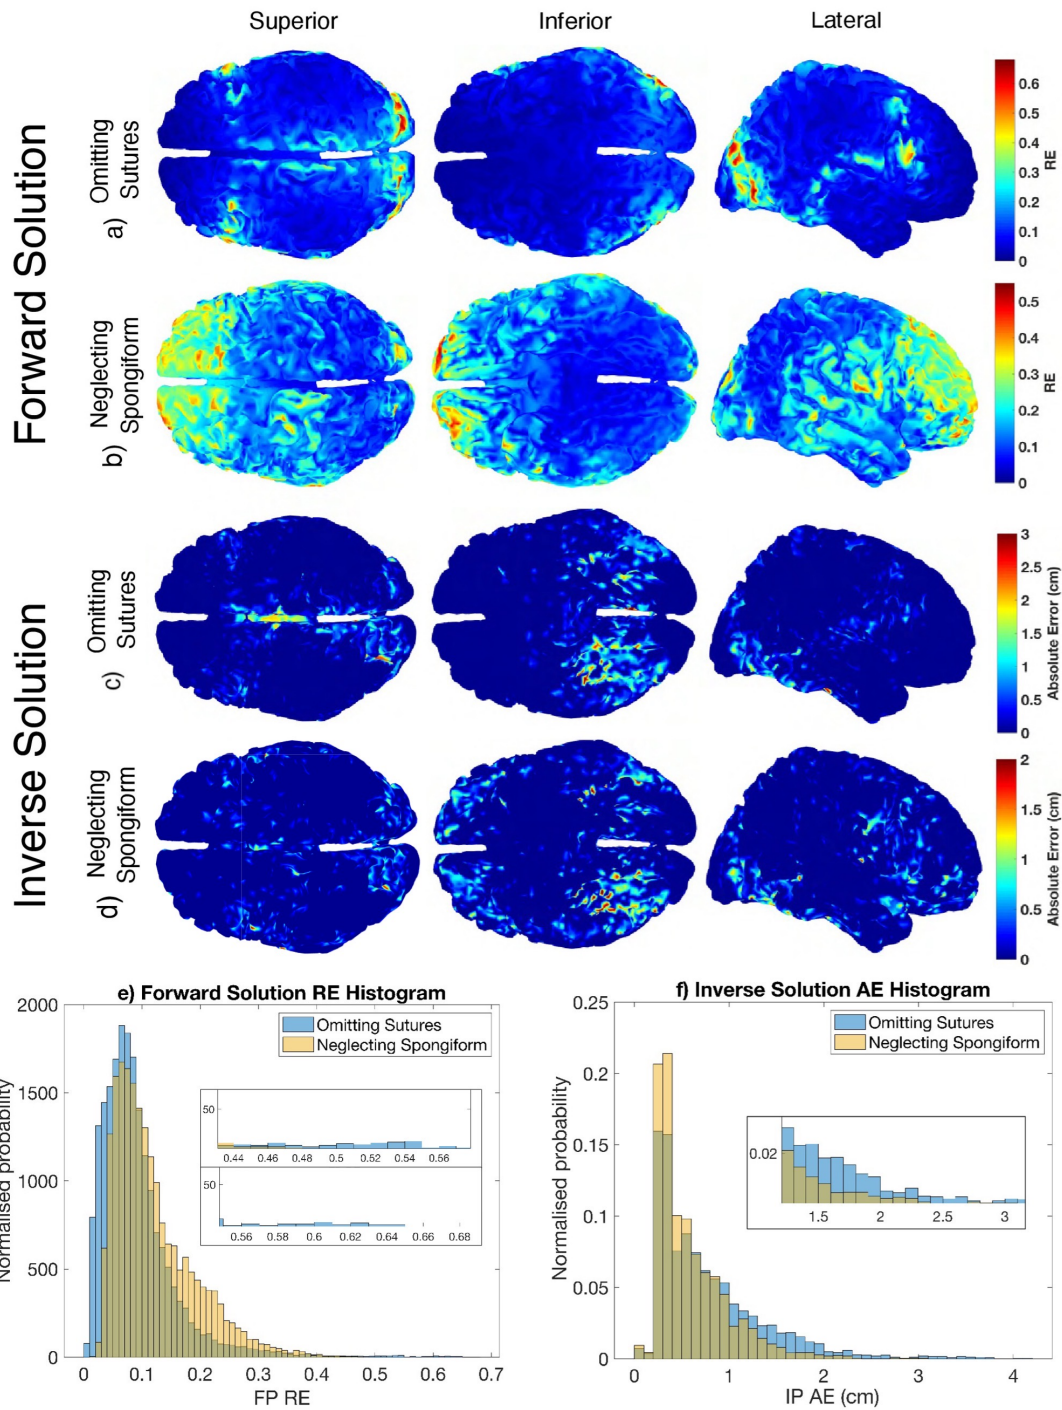 Superior Inferior Lateral
Forward Solution
a) Omitting
Sutures
0.6
0.5
0.4
0.3
0.2
0.1
0
RE
b) Neglecting
Spongiform
0.5
0.4
0.3
0.2
0.1
0
RE
Inverse Solution
c) Omitting
Sutures
3
2.5
2
1.5
1
0.5
0
Absolute Error (cm)
d) Neglecting
Spongiform
2
1.5
1
0.5
0
Absolute Error (cm)
e) Forward Solution RE Histogram
Normalised probability
2000
1500
1000
500
0
Omitting Sutures
Neglecting Spongiform
50
0.44 0.46 0.48 0.5 0.52 0.54 0.56
50
0.56 0.58 0.6 0.62 0.64 0.66 0.68
0 0.1 0.2 0.3 0.4 0.5 0.6 0.7
FP RE
f) Inverse Solution AE Histogram
Normalised probability
0.25
0.2
0.15
0.1
0.05
0
Omitting Sutures
Neglecting Spongiform
0.02
1.5 2 2.5 3
0 1 2 3 4
IP AE (cm)